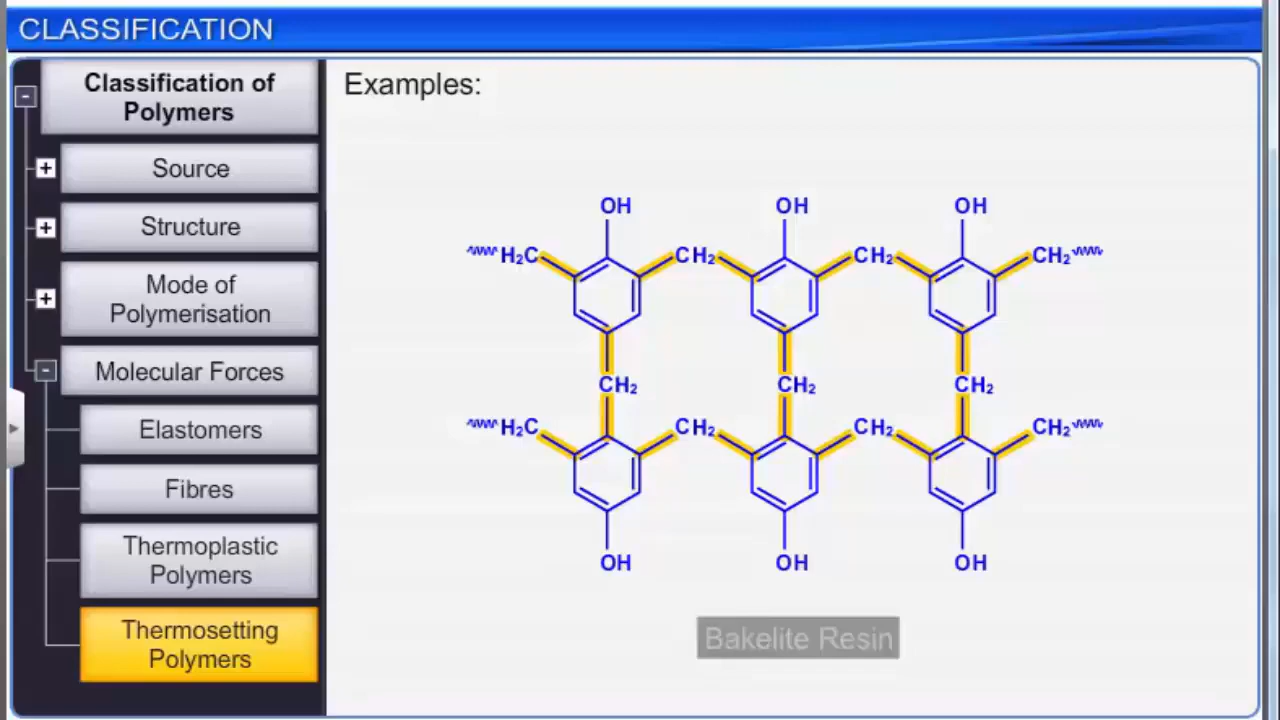 CLASSIFICATION
Classification of
Polymers
Source
Structure
Mode of
Polymerisation
Molecular Forces
Elastomers
Fibres
Thermoplastic
Polymers
Thermosetting
Polymers
Examples:
OH OH OH
H₂C CH₂ CH₂ CH₂
CH₂ CH₂ CH₂
H₂C CH₂ CH₂ CH₂
OH OH OH
Bakelite Resin